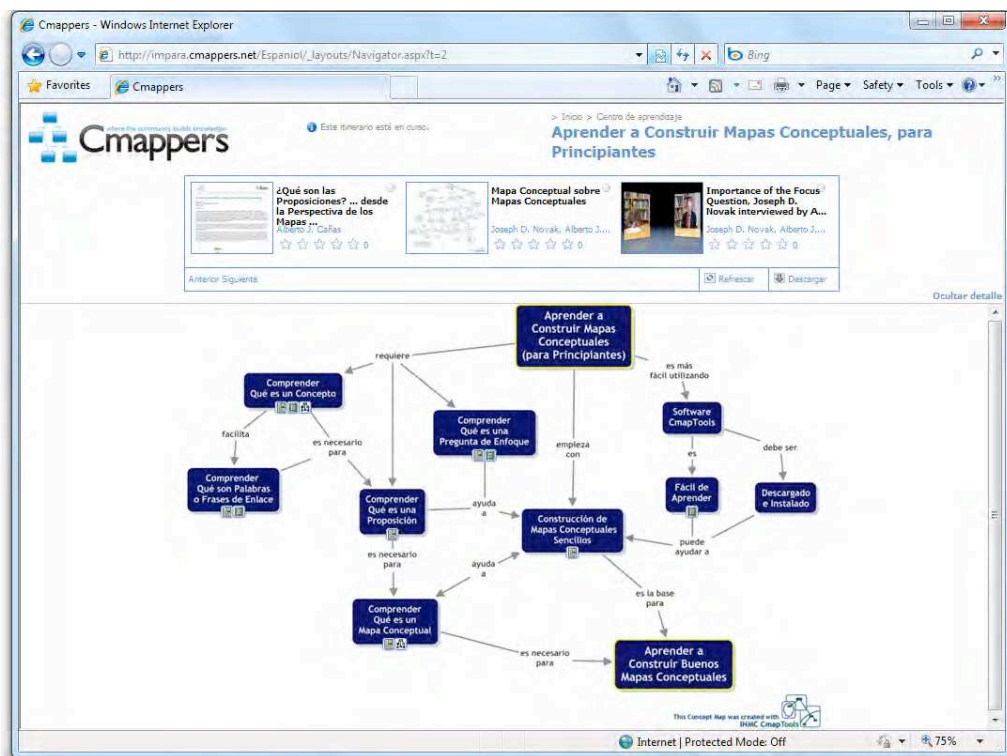 Cmappers - Windows Internet Explorer
http://impara.cmappers.net/Espaniol/_layouts/Navigator.aspx?t=2
Bing
Favorites
Cmappers
Page
Safety
Tools
where the community builds knowledge
Cmappers
Este itinerario está en curso.
> Inicio > Centro de aprendizaje
Aprender a Construir Mapas Conceptuales, para
Principiantes
¿Qué son las
Proposiciones? ... desde
la Perspectiva de los
Mapas ...
Alberto J. Cañas
0
Mapa Conceptual sobre
Mapas Conceptuales
Joseph D. Novak, Alberto J....
0
Importance of the Focus
Question, Joseph D.
Novak interviewed by A...
Joseph D. Novak, Alberto J....
0
Anterior Siguiente
Refrescar
Descargar
Ocultar detalle
Aprender a
Construir Mapas
Conceptuales
(para Principiantes)
requiere
es más
fácil utilizando
Comprender
Qué es un Concepto
Comprender
Qué es una
Pregunta de Enfoque
Software
CmapTools
facilita
es necesario
para
empieza
con
es
debe ser
Comprender
Qué son Palabras
o Frases de Enlace
Comprender
Qué es una
Proposición
ayuda
a
Construcción de
Mapas Conceptuales
Sencillos
Fácil de
Aprender
Descargado
e Instalado
puede
ayudar a
es necesario
para
ayuda
a
es la base
para
Comprender
Qué es un
Mapa Conceptual
es necesario
para
Aprender a
Construir Buenos
Mapas Conceptuales
This Concept Map was created with
IHMC CmapTools
Internet | Protected Mode: Off
75%